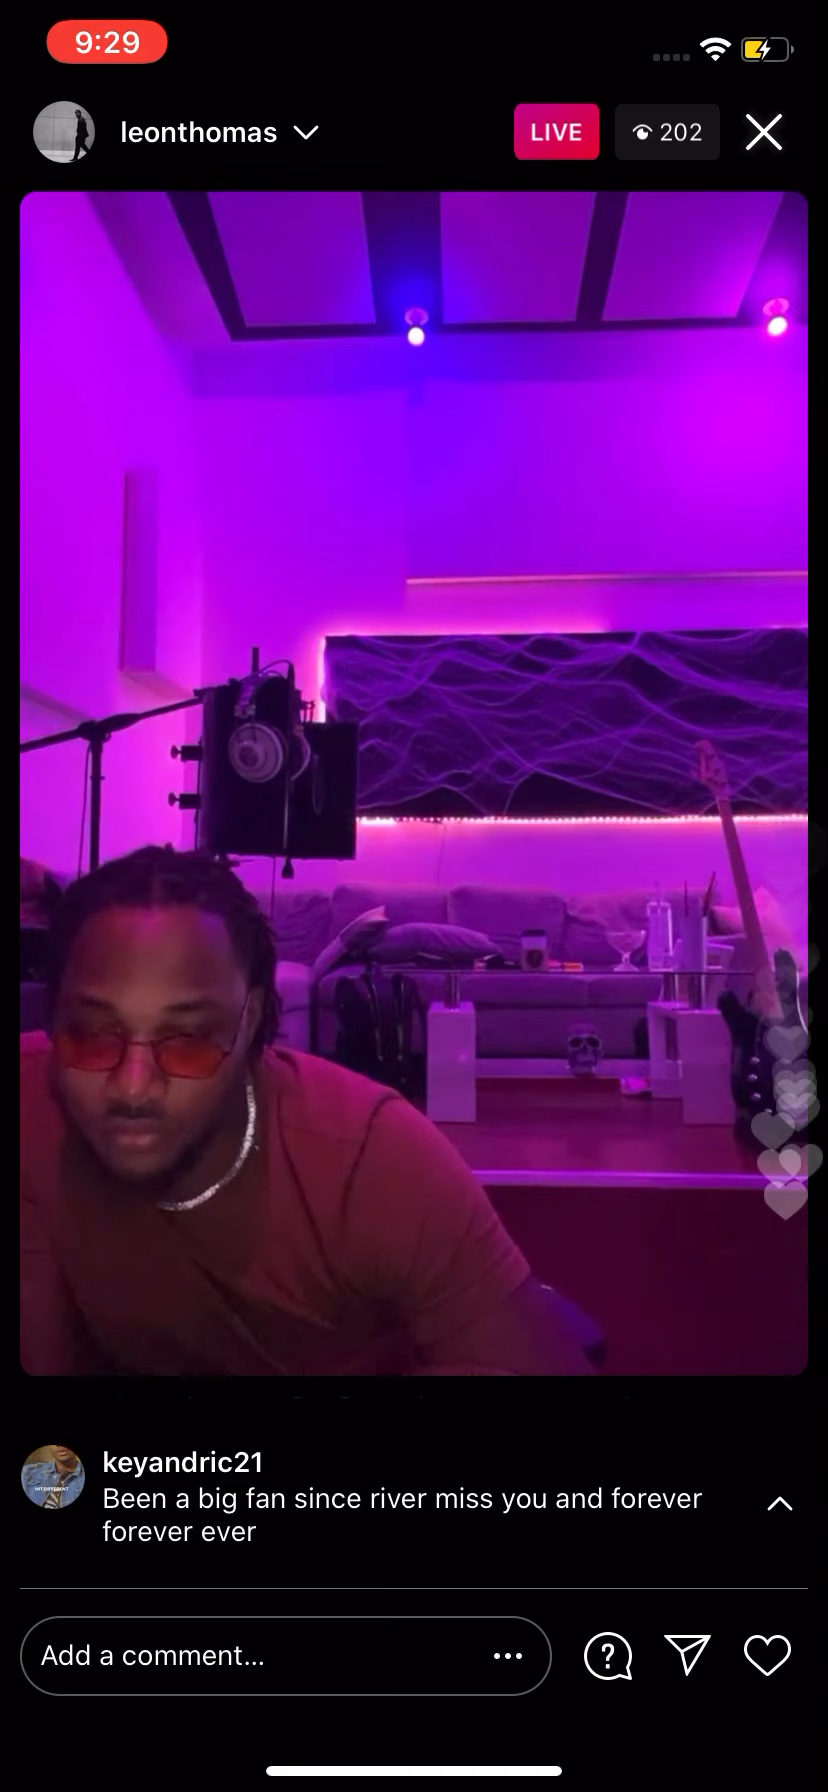 9:29
leonthomas
LIVE
202
keyandric21
Been a big fan since river miss you and forever
forever ever
Add a comment...